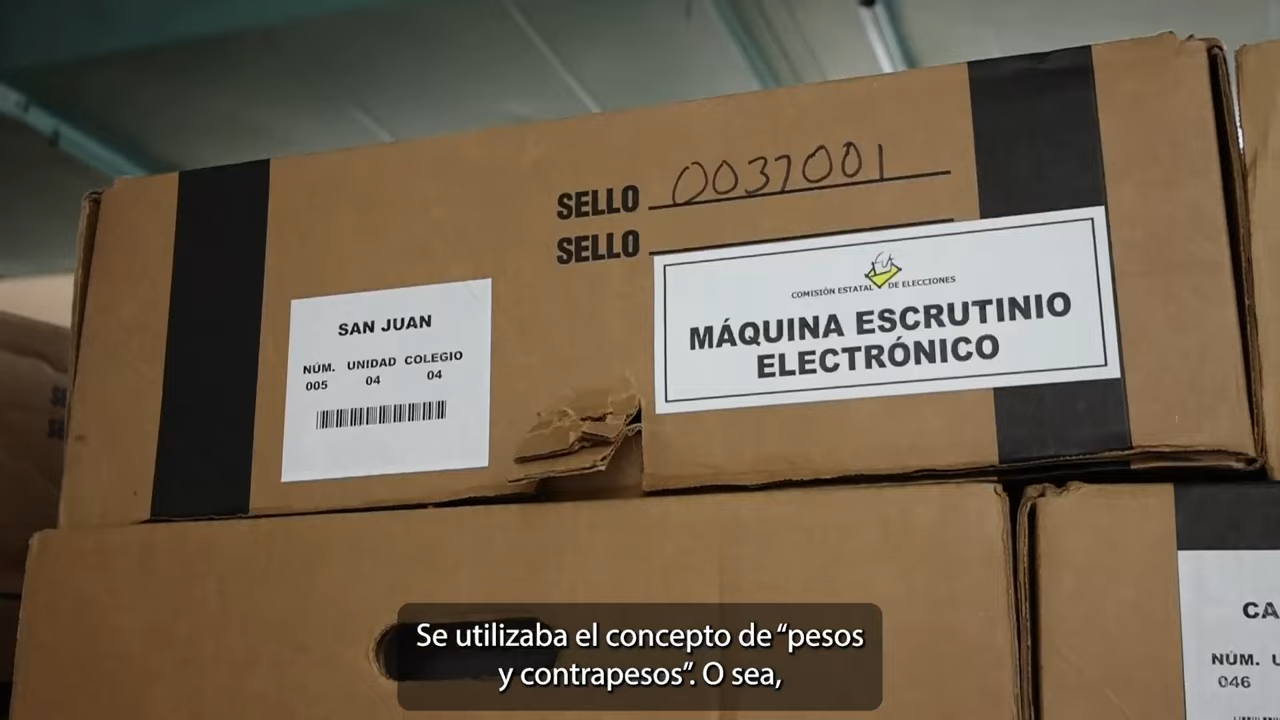 SELLO 0037001
SELLO
COMISIÓN ESTATAL DE ELECCIONES
MÁQUINA ESCRUTINIO
ELECTRÓNICO
SAN JUAN
NÚM. UNIDAD COLEGIO
005 04 04
NÚM.
046
Se utilizaba el concepto de “pesos
y contrapesos”. O sea,